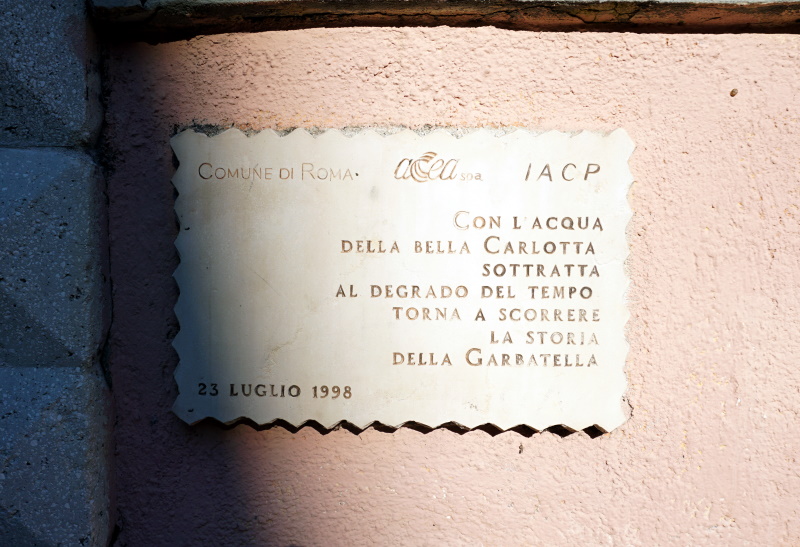 COMUNE DI ROMA· acea spa IACP
CON L'ACQUA
DELLA BELLA CARLOTTA
SOTTRATTA
AL DEGRADO DEL TEMPO
TORNA A SCORRERE
LA STORIA
DELLA GARBATELLA
23 LUGLIO 1998